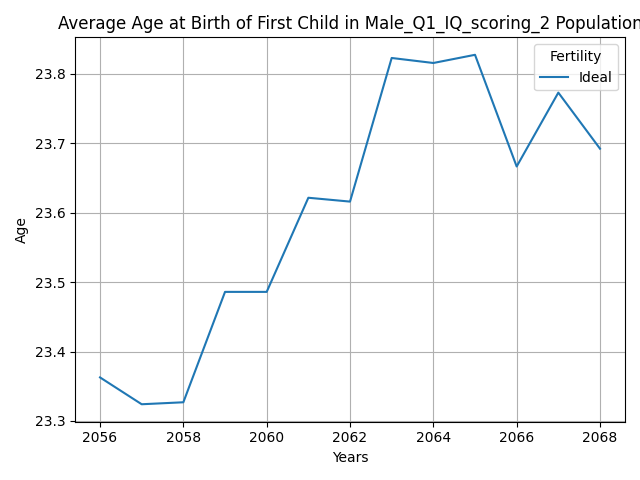 Average Age at Birth of First Child in Male_Q1_IQ_scoring_2 Population
Fertility
Ideal
23.8
23.7
23.6
23.5
23.4
23.3
Age
2056
2058
2060
2062
2064
2066
2068
Years